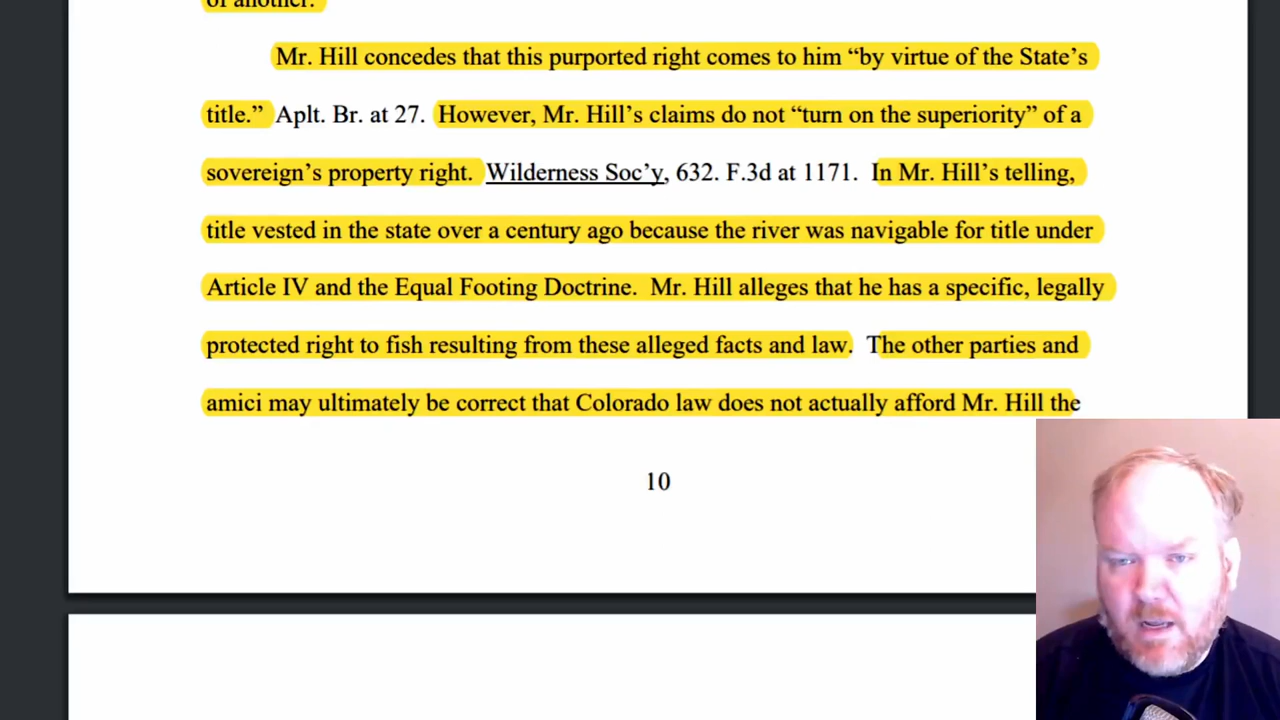 of another.
Mr. Hill concedes that this purported right comes to him “by virtue of the State’s
title.” Aplt. Br. at 27. However, Mr. Hill’s claims do not “turn on the superiority” of a
sovereign’s property right. Wilderness Soc’y, 632. F.3d at 1171. In Mr. Hill’s telling,
title vested in the state over a century ago because the river was navigable for title under
Article IV and the Equal Footing Doctrine. Mr. Hill alleges that he has a specific, legally
protected right to fish resulting from these alleged facts and law. The other parties and
amici may ultimately be correct that Colorado law does not actually afford Mr. Hill the
10